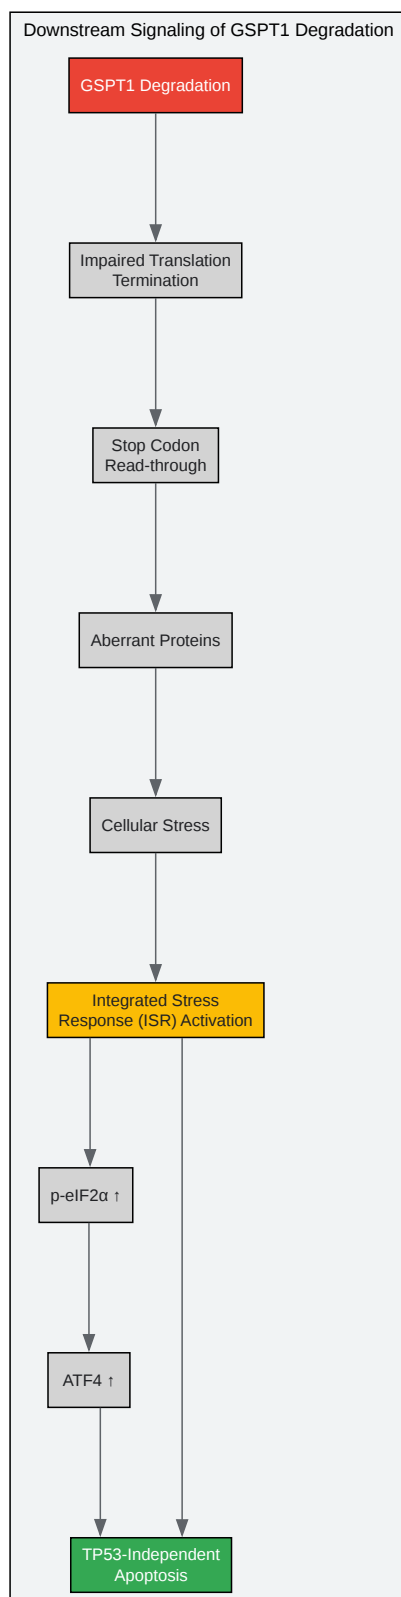 Downstream Signaling of GSPT1 Degradation
GSPT1 Degradation
Impaired Translation
Termination
Stop Codon
Read-through
Aberrant Proteins
Cellular Stress
Integrated Stress
Response (ISR) Activation
p-eIF2α ↑
ATF4 ↑
TP53-Independent
Apoptosis